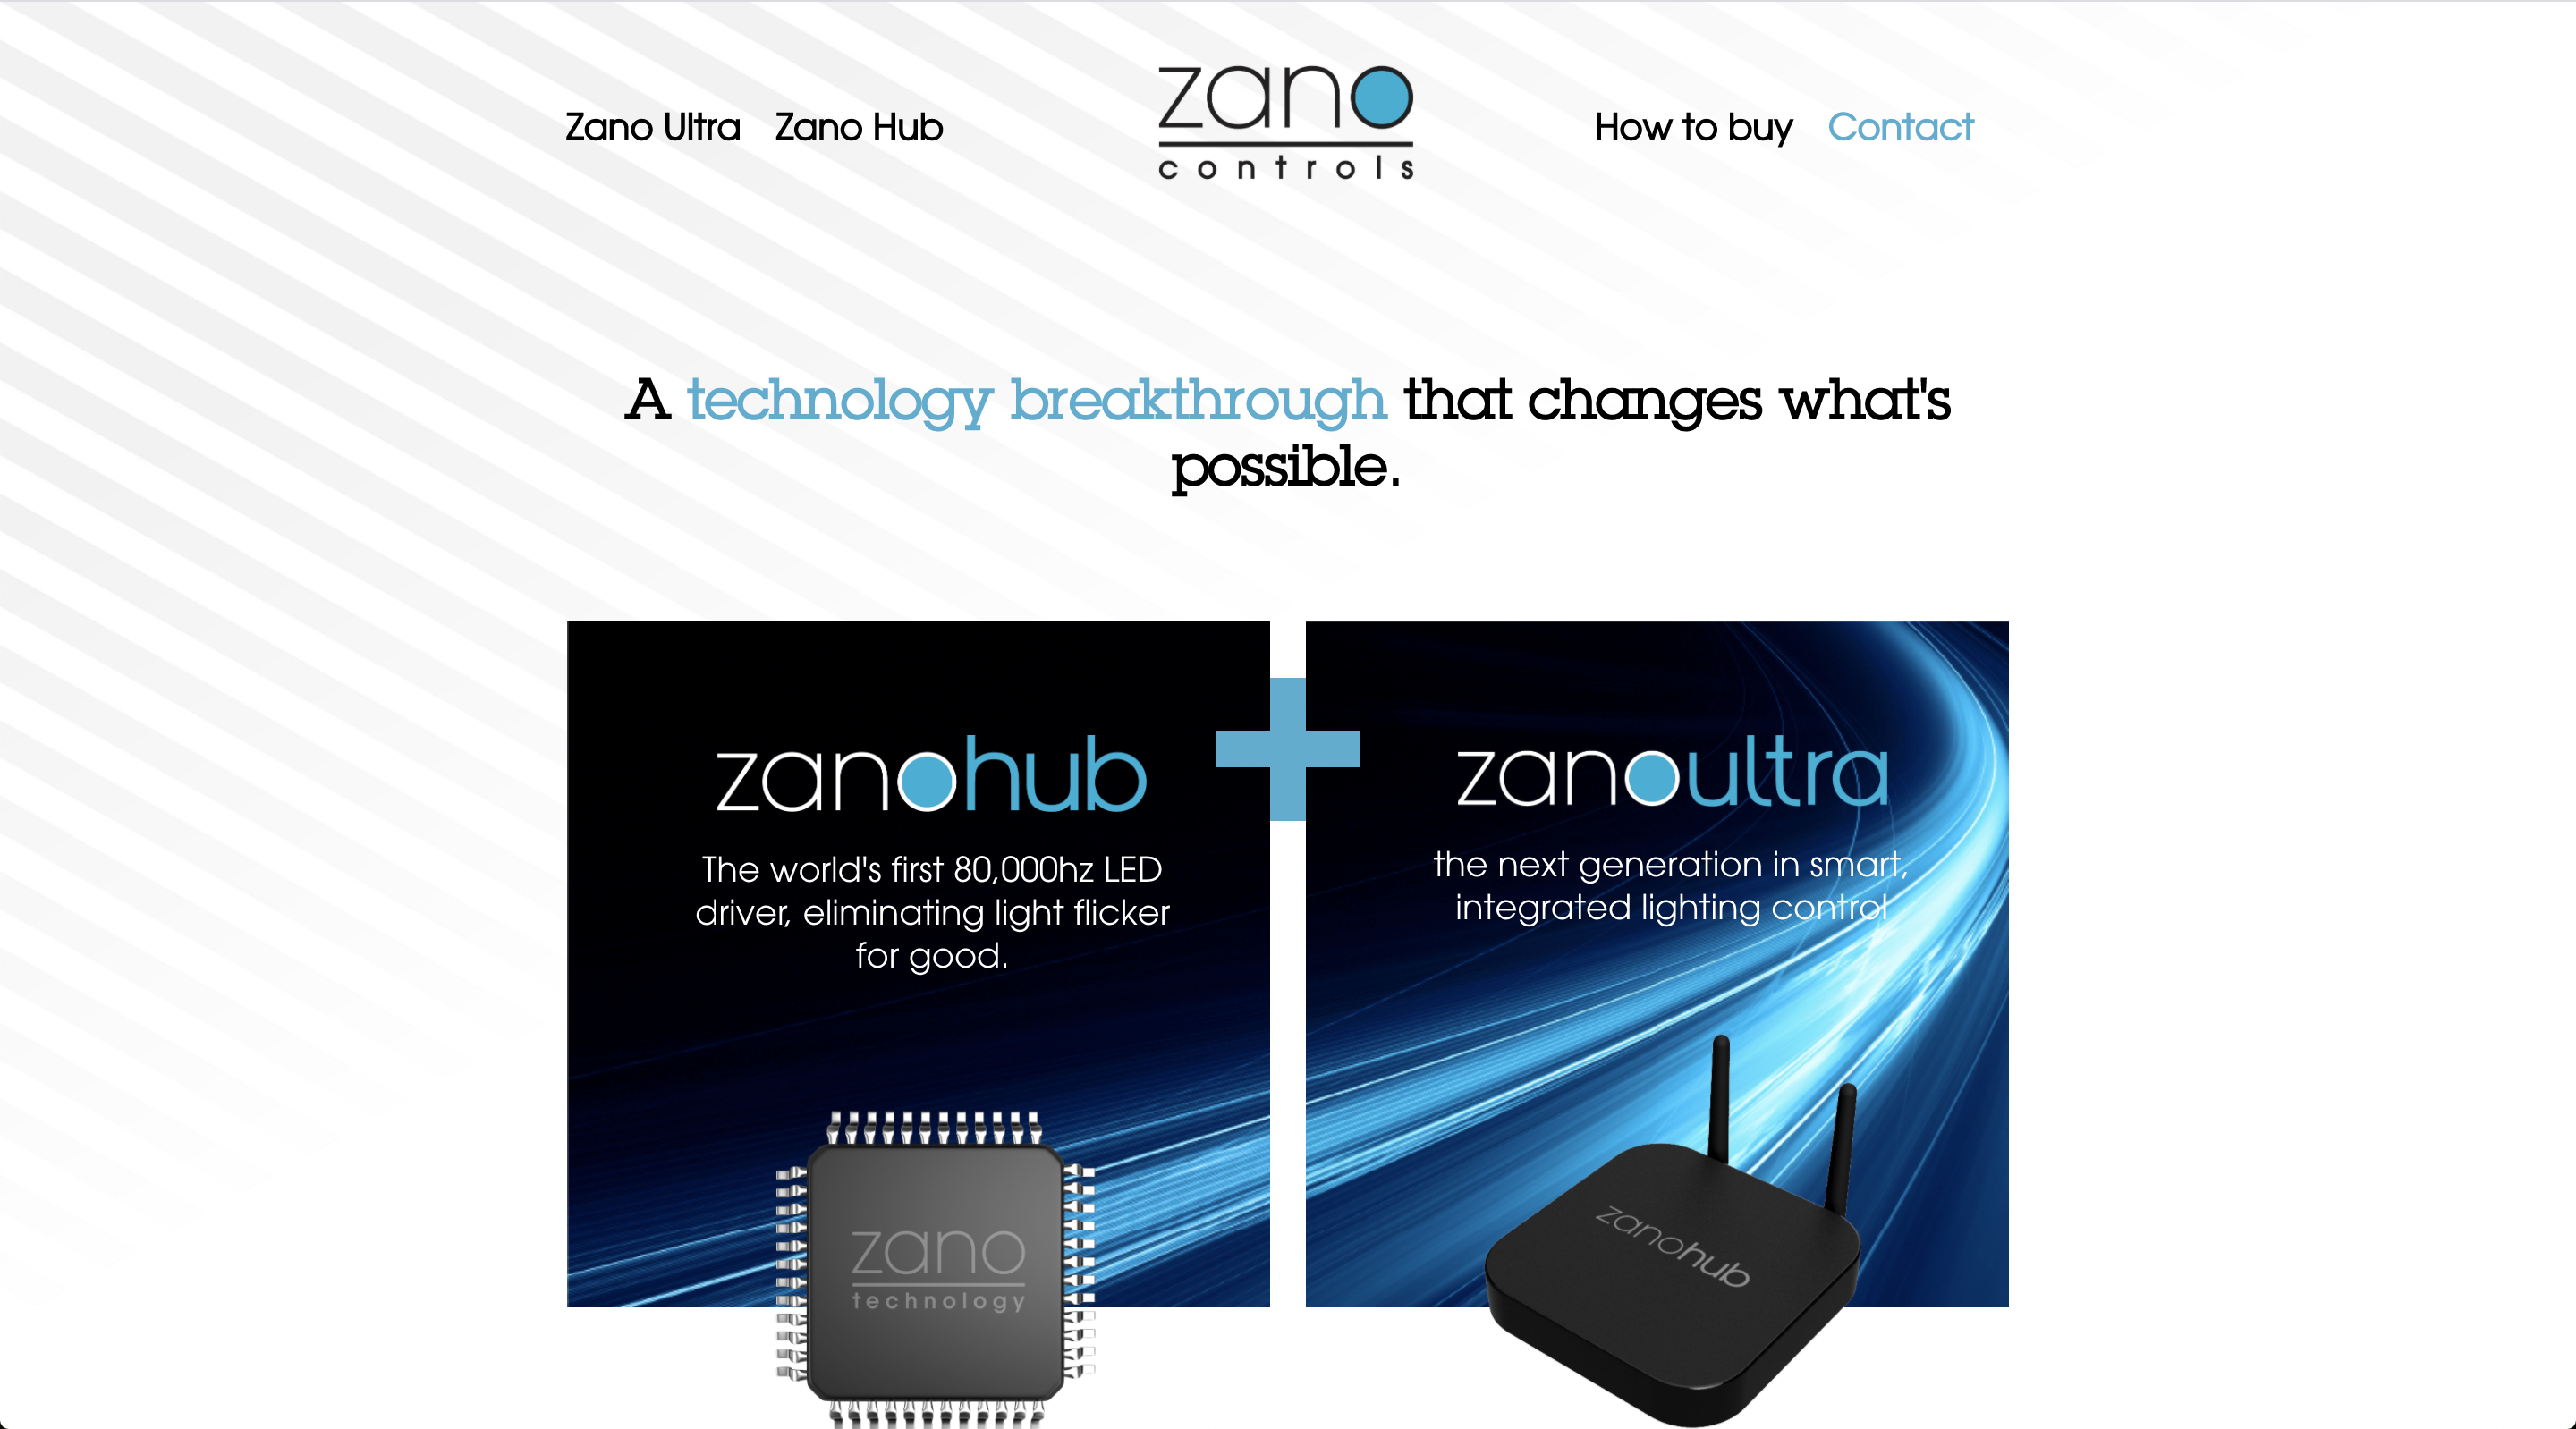 Zano Ultra
Zano Hub
zano
controls
How to buy
Contact
A technology breakthrough that changes what's
possible.
zanohub
The world's first 80,000hz LED
driver, eliminating light flicker
for good.
zanoultra
the next generation in smart,
integrated lighting control
zano
technology
zanohub